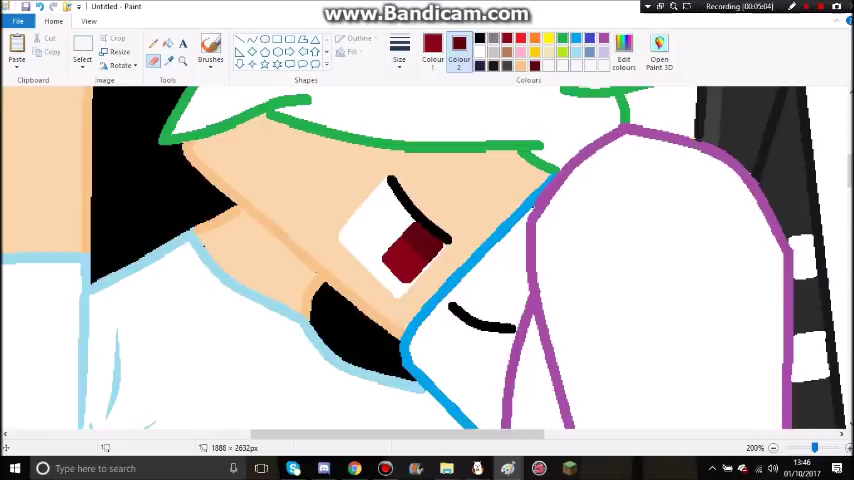 www.Bandicam.com
Recording [00:05:04]
Untitled - Paint
File
Home
View
Paste
Cut
Copy
Clipboard
Select
Crop
Resize
Rotate
Image
A
Tools
Brushes
Outline
Fill
Shapes
Size
Colour
1
Colour
2
Edit
colours
Open
Paint 3D
Colours
1888 × 2632px
200%
Type here to search
13:46
01/10/2017